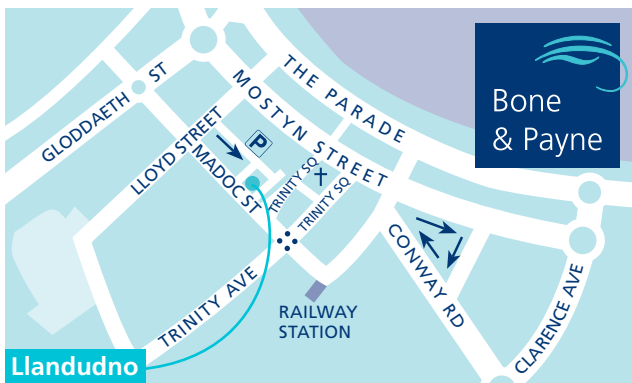 THE PARADE
MOSTYN STREET
GLODDAETH ST
LLOYD STREET
MADOC ST
P
TRINITY SQ
TRINITY SQ
Bone
& Payne
CONWAY RD
CLARENCE AVE
TRINITY AVE
RAILWAY
STATION
Llandudno